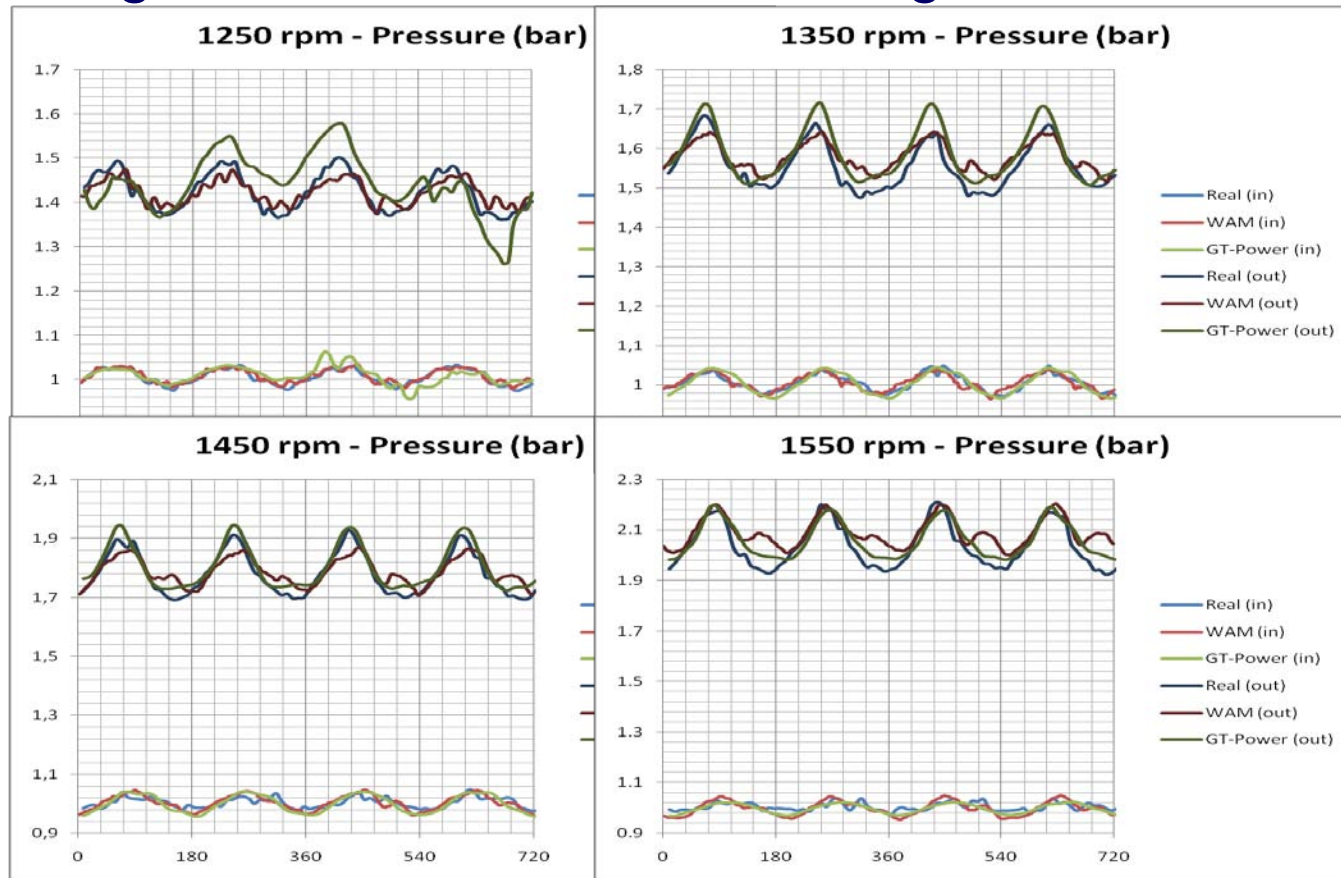 1250 rpm - Pressure (bar)
1.7
1.6
1.5
1.4
1.3
1.2
1.1
1
1350 rpm - Pressure (bar)
1,8
1,7
1,6
1,5
1,4
1,3
1,2
1,1
1
Real (in)
WAM (in)
GT-Power (in)
Real (out)
WAM (out)
GT-Power (out)
1450 rpm - Pressure (bar)
2,1
1,9
1,7
1,5
1,3
1,1
0,9
0 180 360 540 720
1550 rpm - Pressure (bar)
2.3
2.1
1.9
1.7
1.5
1.3
1.1
0.9
0 180 360 540 720
Real (in)
WAM (in)
GT-Power (in)
Real (out)
WAM (out)
GT-Power (out)